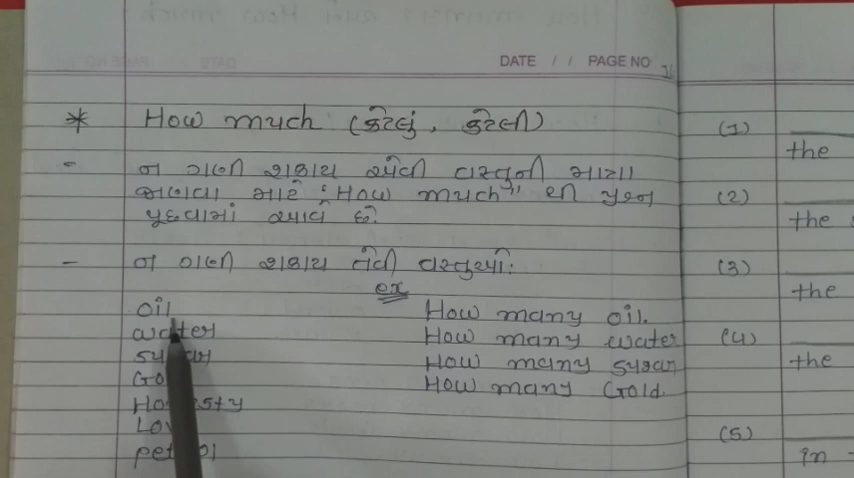 DATE / / PAGE NO
* How much (કેટલું, કેટલી)
- ન ગણી શકાય એવી વસ્તુની માત્રા
જાણવા માટે "How much" થી પ્રશ્ન
પુછવામાં આવે છે.
- ન ગણી શકાય તેવી વસ્તુઓ:
ex
oil How many oil.
water How many water
How many sugar
How many Gold.
(1)
the
(2)
the
(3)
the
(4)
the
(5)
in